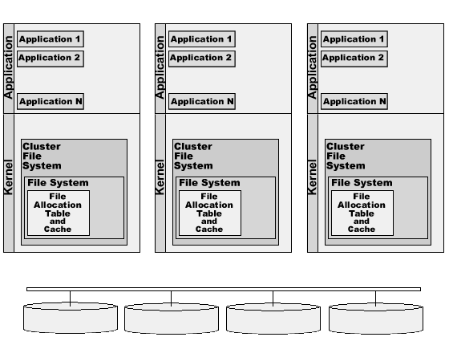 Application
Application 1
Application 2
Application N
Kernel
Cluster
File
System
File System
File
Allocation
Table
and
Cache
Application
Application 1
Application 2
Application N
Kernel
Cluster
File
System
File System
File
Allocation
Table
and
Cache
Application
Application 1
Application 2
Application N
Kernel
Cluster
File
System
File System
File
Allocation
Table
and
Cache